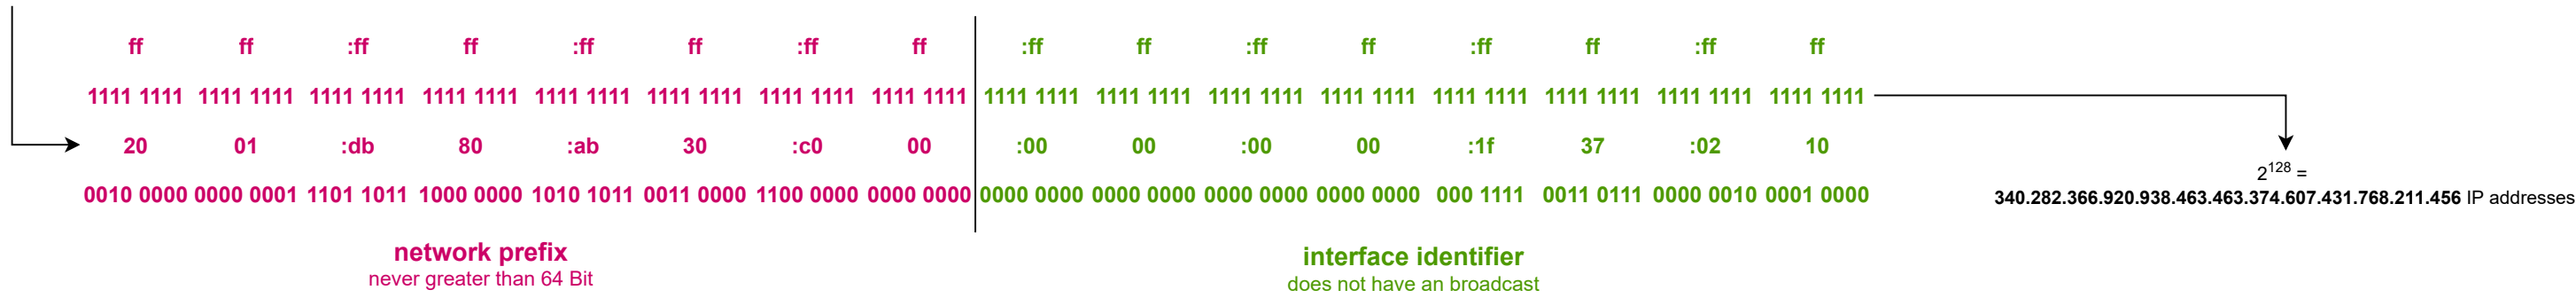 ff ff :ff ff :ff ff :ff ff :ff ff :ff ff :ff ff :ff ff
1111 1111 1111 1111 1111 1111 1111 1111 1111 1111 1111 1111 1111 1111 1111 1111 1111 1111 1111 1111 1111 1111 1111 1111 1111 1111 1111 1111 1111 1111 1111 1111
20 01 :db 80 :ab 30 :c0 00 :00 00 :00 00 :1f 37 :02 10
0010 0000 0000 0001 1101 1011 1000 0000 1010 1011 0011 0000 1100 0000 0000 0000 0000 0000 0000 0000 0000 0000 0000 0000 000 1111 0011 0111 0000 0010 0001 0000
2^128 =
340.282.366.920.938.463.463.374.607.431.768.211.456 IP addresses
network prefix
never greater than 64 Bit
interface identifier
does not have an broadcast